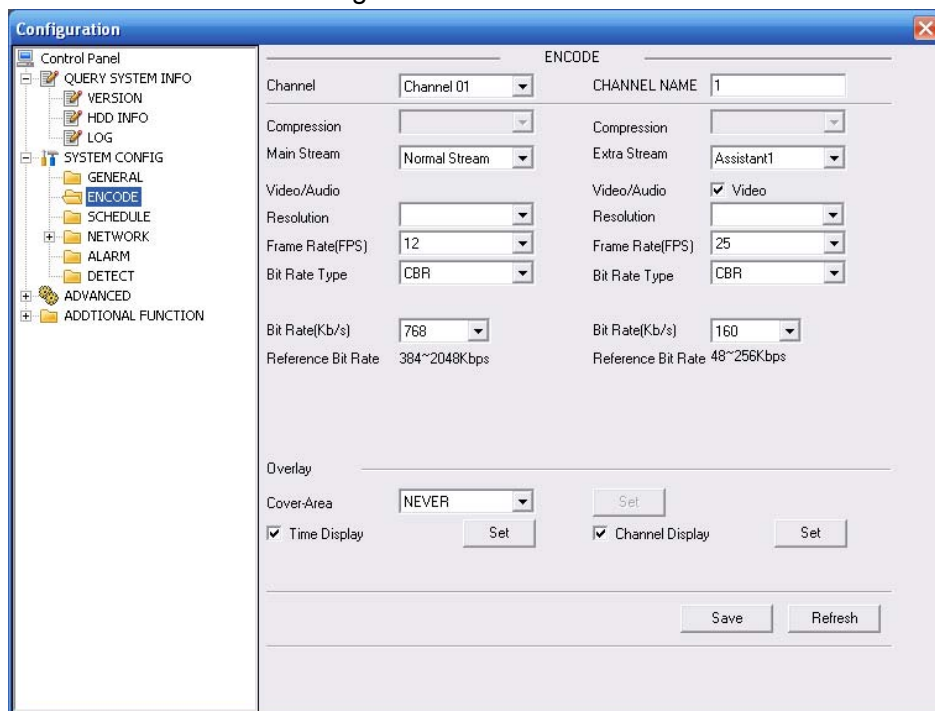 Configuration
Control Panel
QUERY SYSTEM INFO
VERSION
HDD INFO
LOG
SYSTEM CONFIG
GENERAL
ENCODE
SCHEDULE
NETWORK
ALARM
DETECT
ADVANCED
ADDTIONAL FUNCTION
ENCODE
Channel Channel 01 CHANNEL NAME 1
Compression Compression
Main Stream Normal Stream Extra Stream Assistant1
Video/Audio Video/Audio Video
Resolution Resolution
Frame Rate(FPS) 12 Frame Rate(FPS) 25
Bit Rate Type CBR Bit Rate Type CBR
Bit Rate(Kb/s) 768 Bit Rate(Kb/s) 160
Reference Bit Rate 384~2048Kbps Reference Bit Rate 48~256Kbps
Overlay
Cover-Area NEVER Set
Time Display Set Channel Display Set
Save Refresh